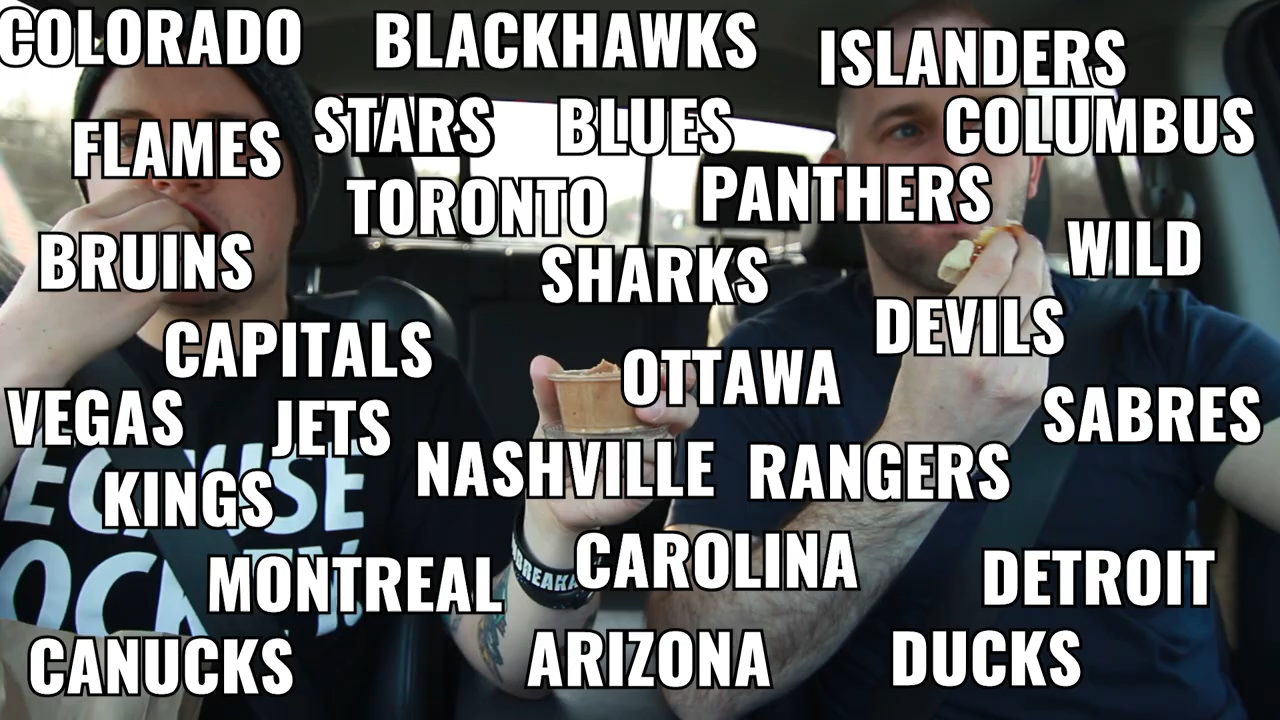 COLORADO
BLACKHAWKS
ISLANDERS
STARS
BLUES
COLUMBUS
FLAMES
TORONTO
PANTHERS
WILD
BRUINS
SHARKS
DEVILS
CAPITALS
OTTAWA
VEGAS
JETS
SABRES
NASHVILLE
RANGERS
KINGS
CAROLINA
MONTREAL
DETROIT
CANUCKS
ARIZONA
DUCKS